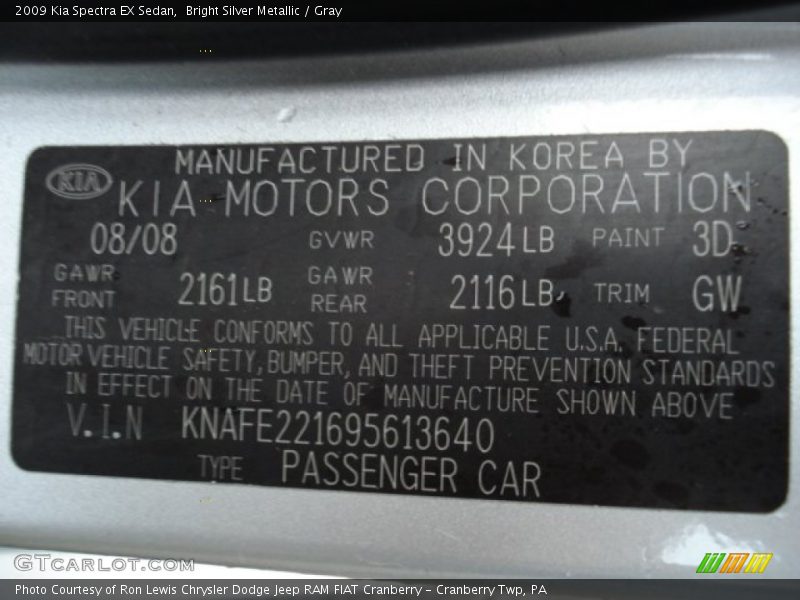 2009 Kia Spectra EX Sedan, Bright Silver Metallic / Gray
MANUFACTURED IN KOREA BY
KIA KIA MOTORS CORPORATION
08/08 GVWR 3924LB PAINT 3D
GAWR FRONT 2161LB GAWR REAR 2116LB TRIM GW
THIS VEHICLE CONFORMS TO ALL APPLICABLE U.S.A. FEDERAL
MOTOR VEHICLE SAFETY, BUMPER, AND THEFT PREVENTION STANDARDS
IN EFFECT ON THE DATE OF MANUFACTURE SHOWN ABOVE
V.I.N KNAFE221695613640
TYPE PASSENGER CAR
GTCARLOT.COM
Photo Courtesy of Ron Lewis Chrysler Dodge Jeep RAM FIAT Cranberry – Cranberry Twp, PA